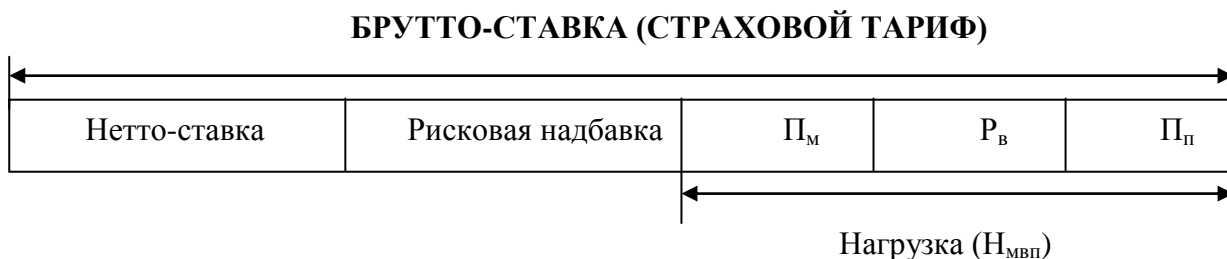 БРУТТО-СТАВКА (СТРАХОВОЙ ТАРИФ)
Нетто-ставка Рисковая надбавка Пм Рв Пп
Нагрузка (Нмвп)